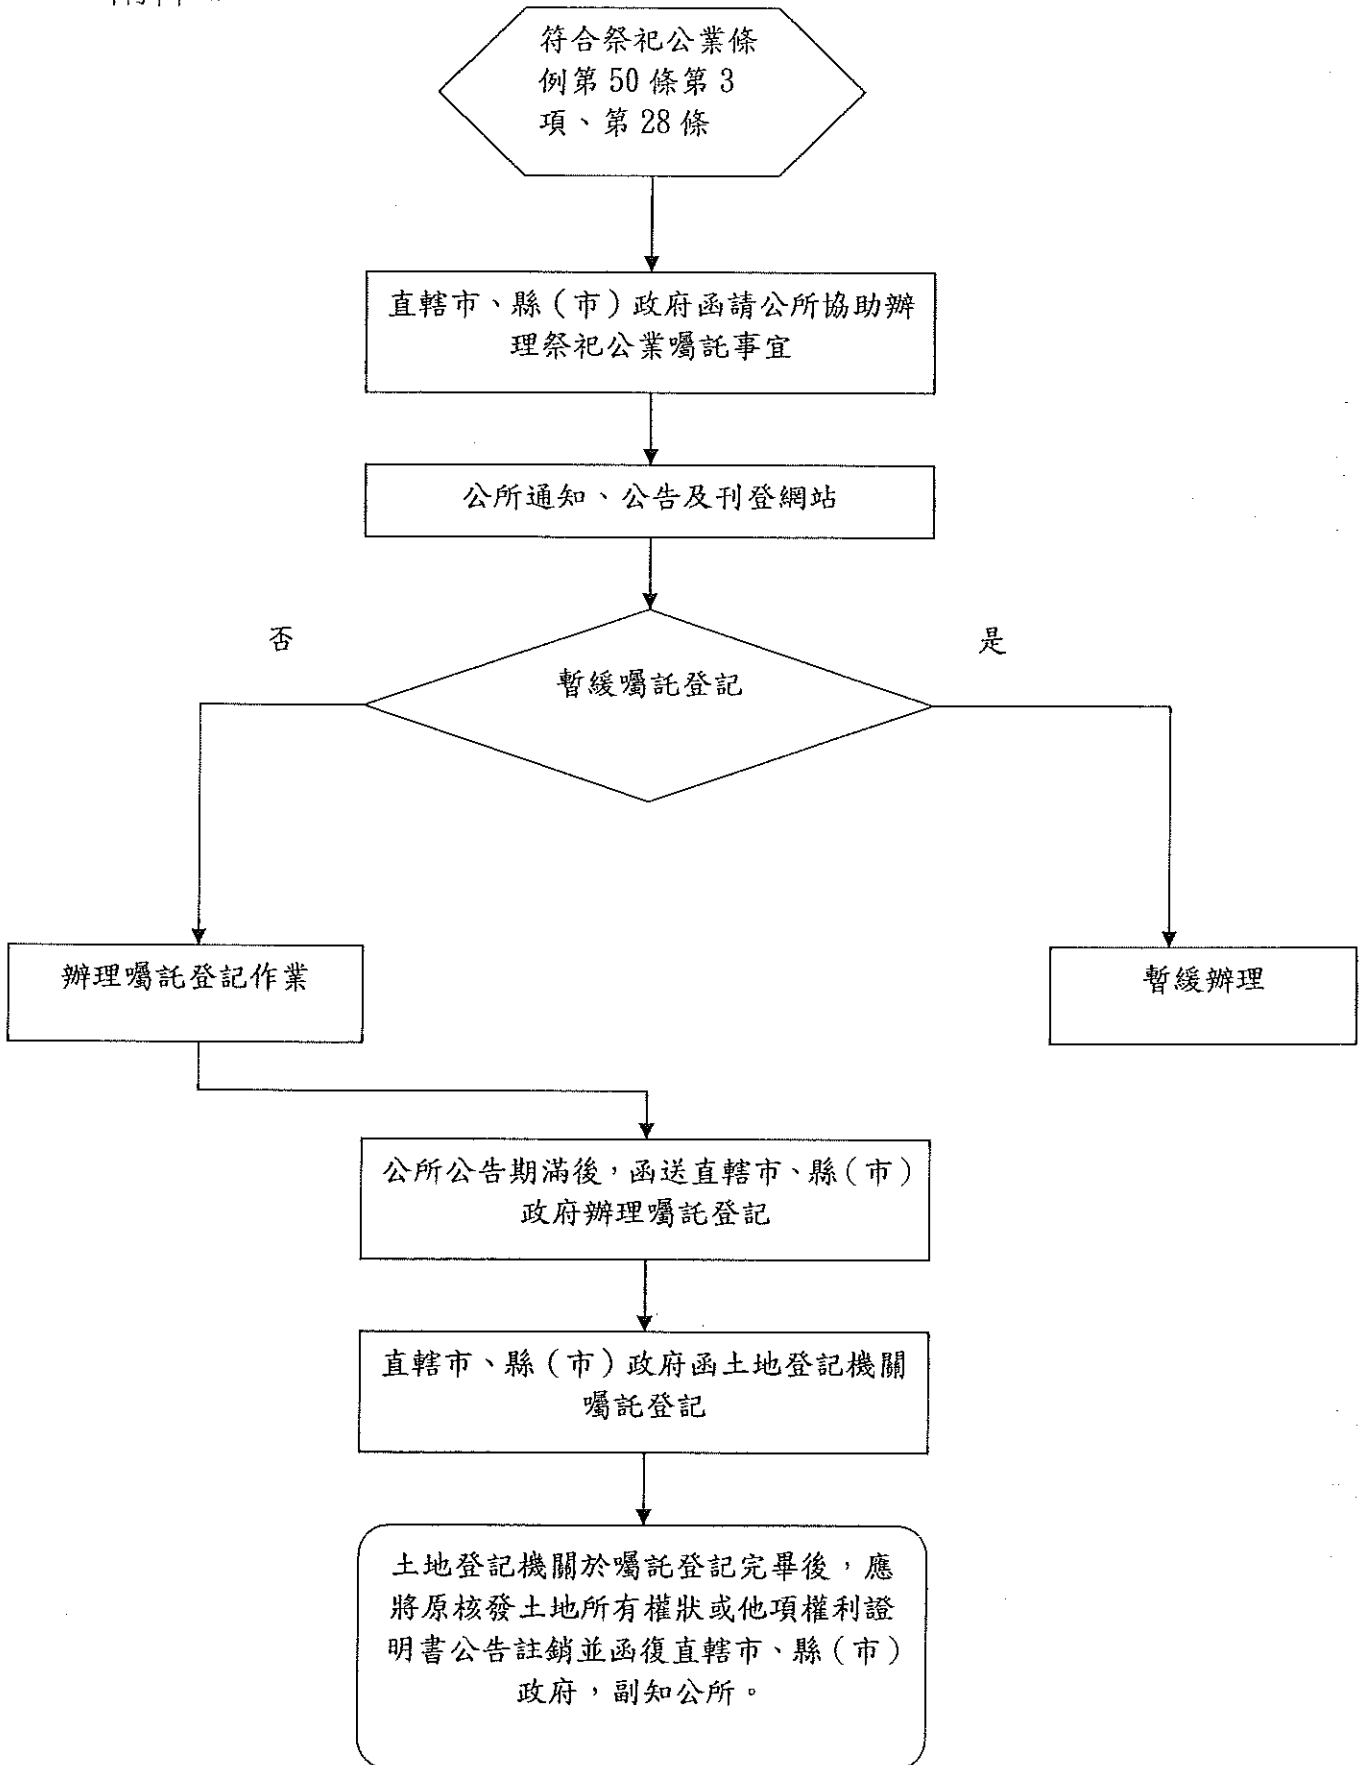 符合祭祀公業條
例第 50 條第 3
項、第 28 條
直轄市、縣（市）政府函請公所協助辦
理祭祀公業囑託事宜
公所通知、公告及刊登網站
否
是
暫緩囑託登記
辦理囑託登記作業
暫緩辦理
公所公告期滿後，函送直轄市、縣（市）
政府辦理囑託登記
直轄市、縣（市）政府函土地登記機關
囑託登記
土地登記機關於囑託登記完畢後，應
將原核發土地所有權狀或他項權利證
明書公告註銷並函復直轄市、縣（市）
政府，副知公所。